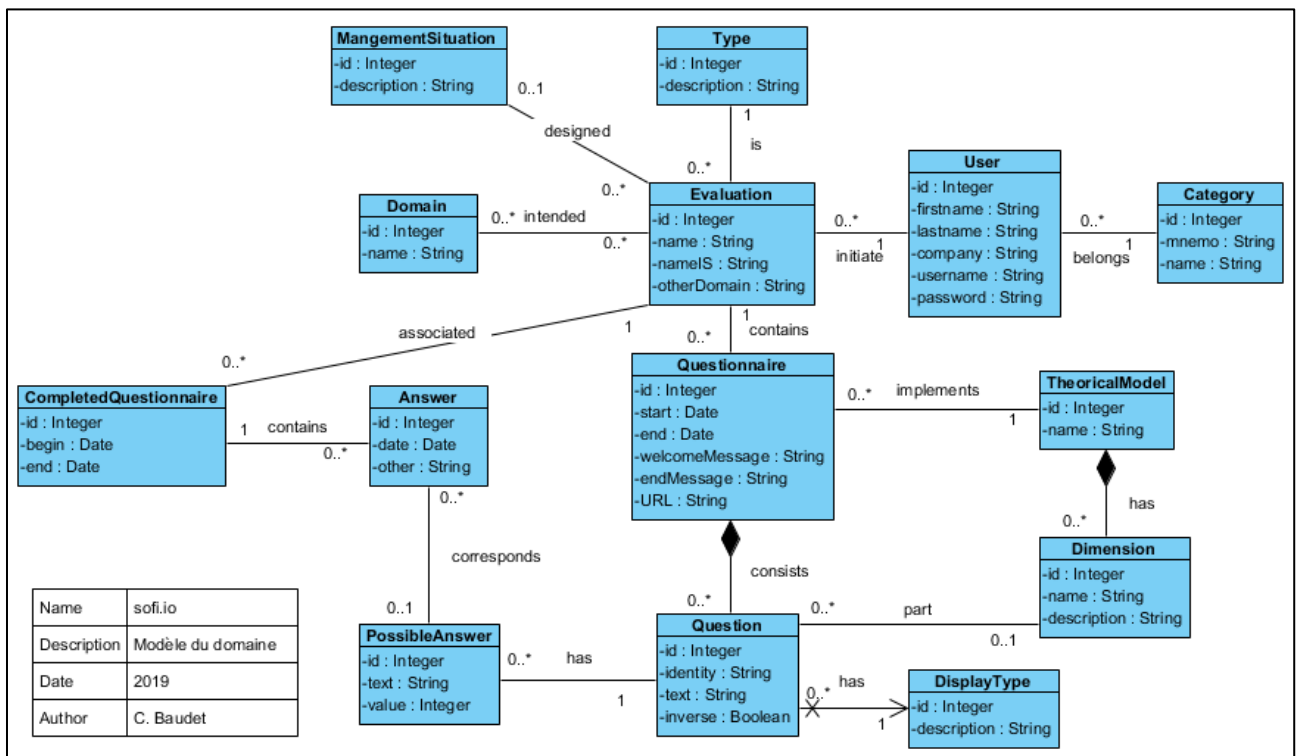 MangementSituation
-id : Integer
-description : String
0..1
designed
0..*
Type
-id : Integer
-description : String
1
is
0..*
Domain
-id : Integer
-name : String
0..* intended
0..*
Evaluation
-id : Integer
-name : String
-nameIS : String
-otherDomain : String
0..*
initiate
1
User
-id : Integer
-firstname : String
-lastname : String
-company : String
-username : String
-password : String
0..*
belongs
1
Category
-id : Integer
-mnemo : String
-name : String
associated
1
0..*
1
contains
0..*
CompletedQuestionnaire
-id : Integer
-begin : Date
-end : Date
1
contains
0..*
Answer
-id : Integer
-date : Date
-other : String
0..*
corresponds
0..1
Questionnaire
-id : Integer
-start : Date
-end : Date
-welcomeMessage : String
-endMessage : String
-URL : String
0..*
implements
1
TheoricalModel
-id : Integer
-name : String
has
0..*
Dimension
-id : Integer
-name : String
-description : String
consists
0..*
0..*
part
0..1
PossibleAnswer
-id : Integer
-text : String
-value : Integer
0..*
has
1
Question
-id : Integer
-identity : String
-text : String
-inverse : Boolean
0..*
has
1
DisplayType
-id : Integer
-description : String
Name sofi.io
Description Modèle du domaine
Date 2019
Author C. Baudet